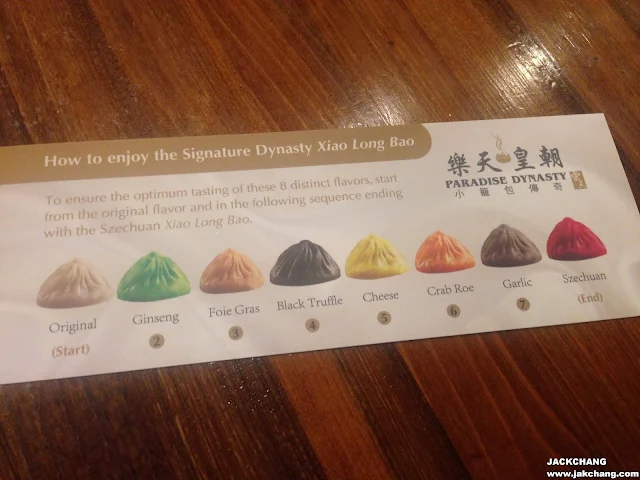 How to enjoy the Signature Dynasty Xiao Long Bao
樂天皇朝
PARADISE DYNASTY
小籠包傳奇
To ensure the optimum tasting of these 8 distinct flavors, start
from the original flavor and in the following sequence ending
with the Szechuan Xiao Long Bao.
Original
Ginseng
Foie Gras
Black Truffle
Cheese
Crab Roe
Garlic
Szechuan
(Start)
2
3
4
5
6
7
(End)
JACKCHANG
www.jakchang.com